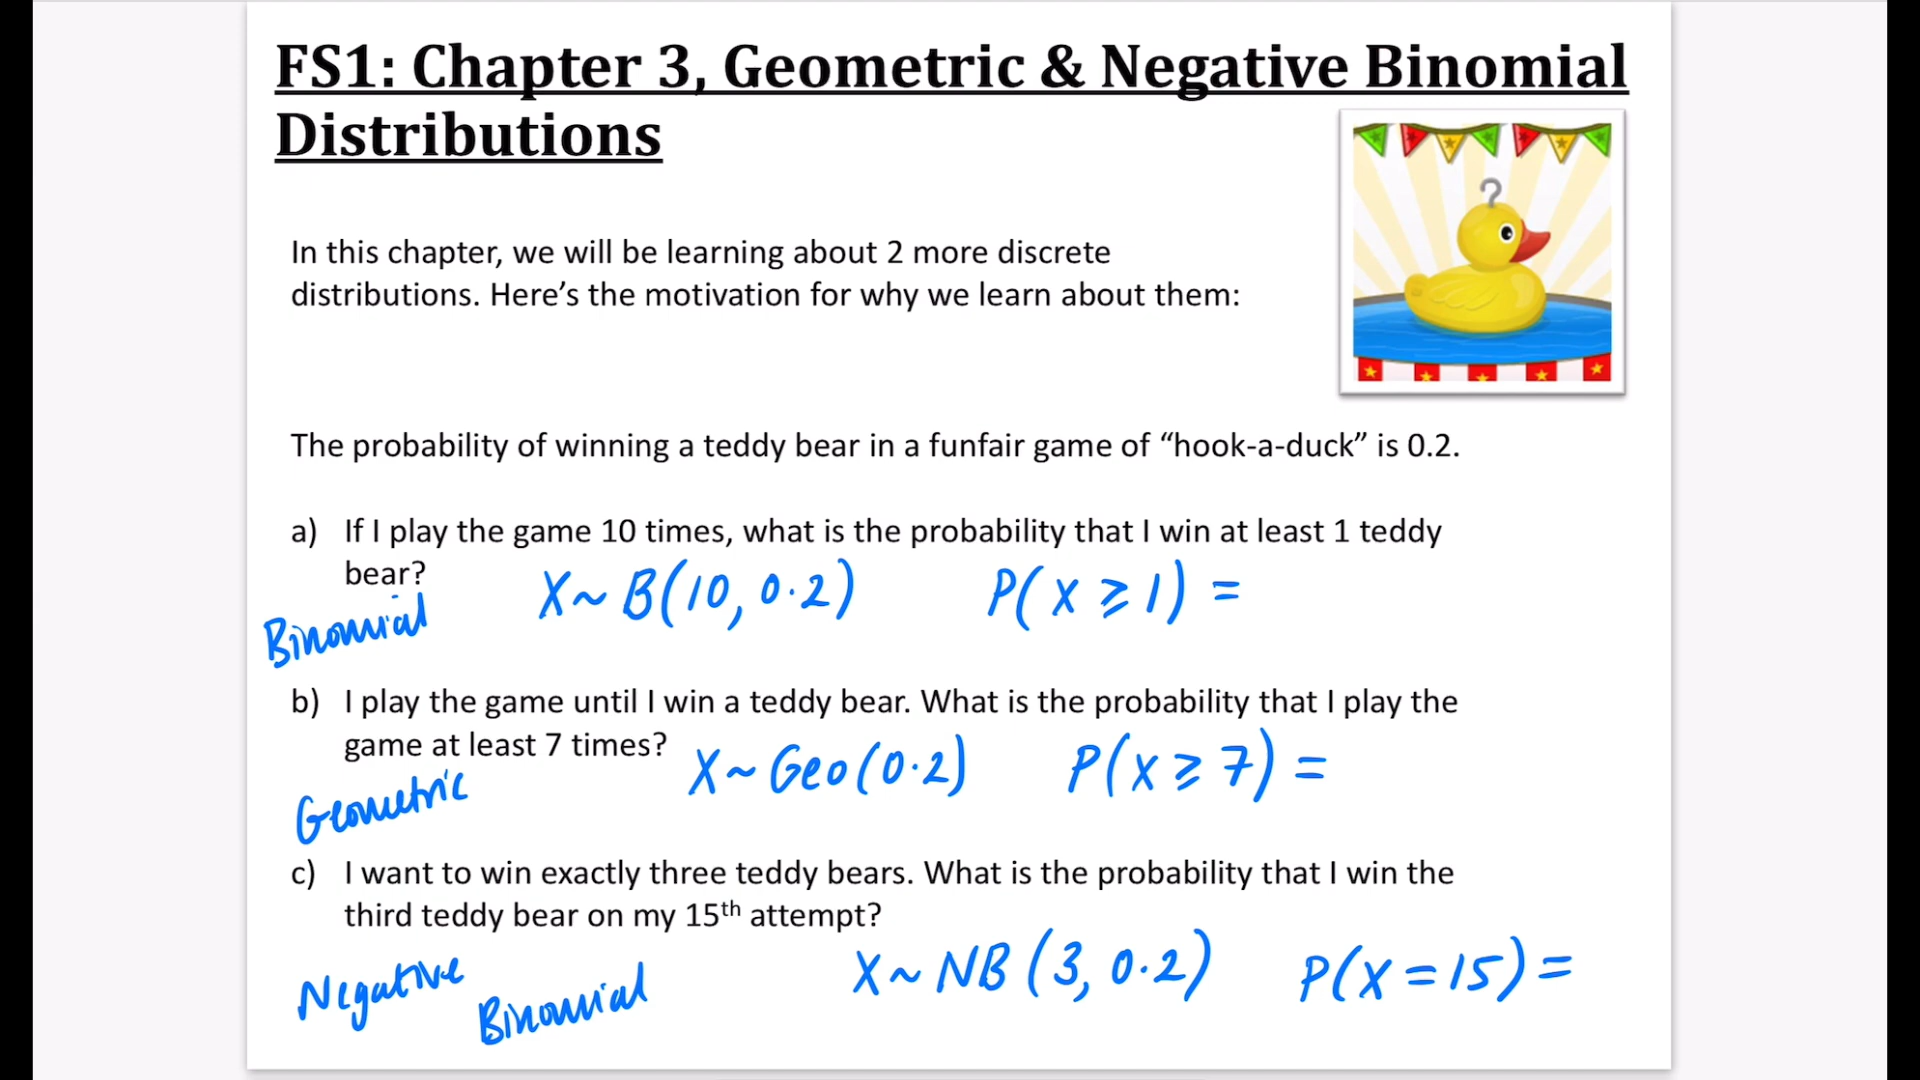 FS1: Chapter 3, Geometric & Negative Binomial
Distributions
In this chapter, we will be learning about 2 more discrete
distributions. Here’s the motivation for why we learn about them:
The probability of winning a teddy bear in a funfair game of “hook-a-duck” is 0.2.
a) If I play the game 10 times, what is the probability that I win at least 1 teddy
bear?
X ~ B(10, 0.2) P(X ⩾ 1) =
Binomial
b) I play the game until I win a teddy bear. What is the probability that I play the
game at least 7 times?
X ~ Geo(0.2) P(X ⩾ 7) =
Geometric
c) I want to win exactly three teddy bears. What is the probability that I win the
third teddy bear on my 15th attempt?
X ~ NB(3, 0.2) P(X = 15) =
Negative
Binomial